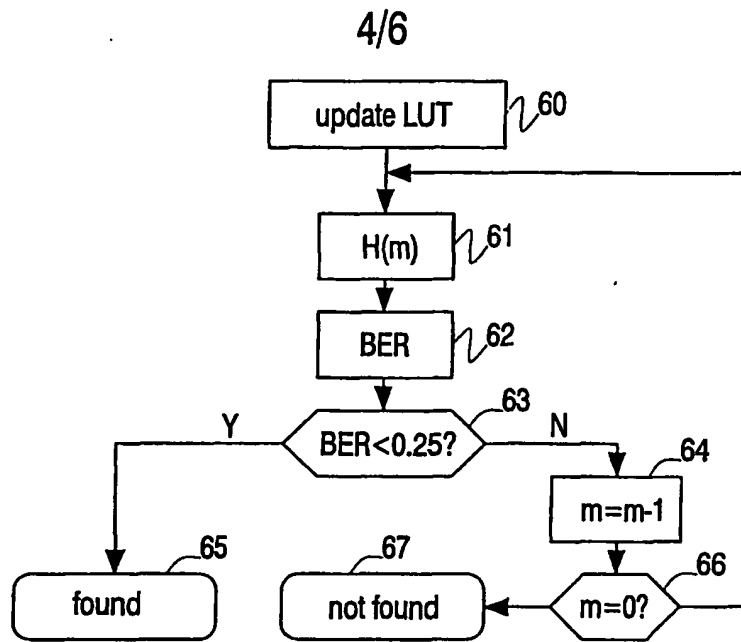 4/6
update LUT
60
H(m)
61
BER
62
BER<0.25?
63
Y
N
m=m-1
64
found
65
not found
67
m=0?
66